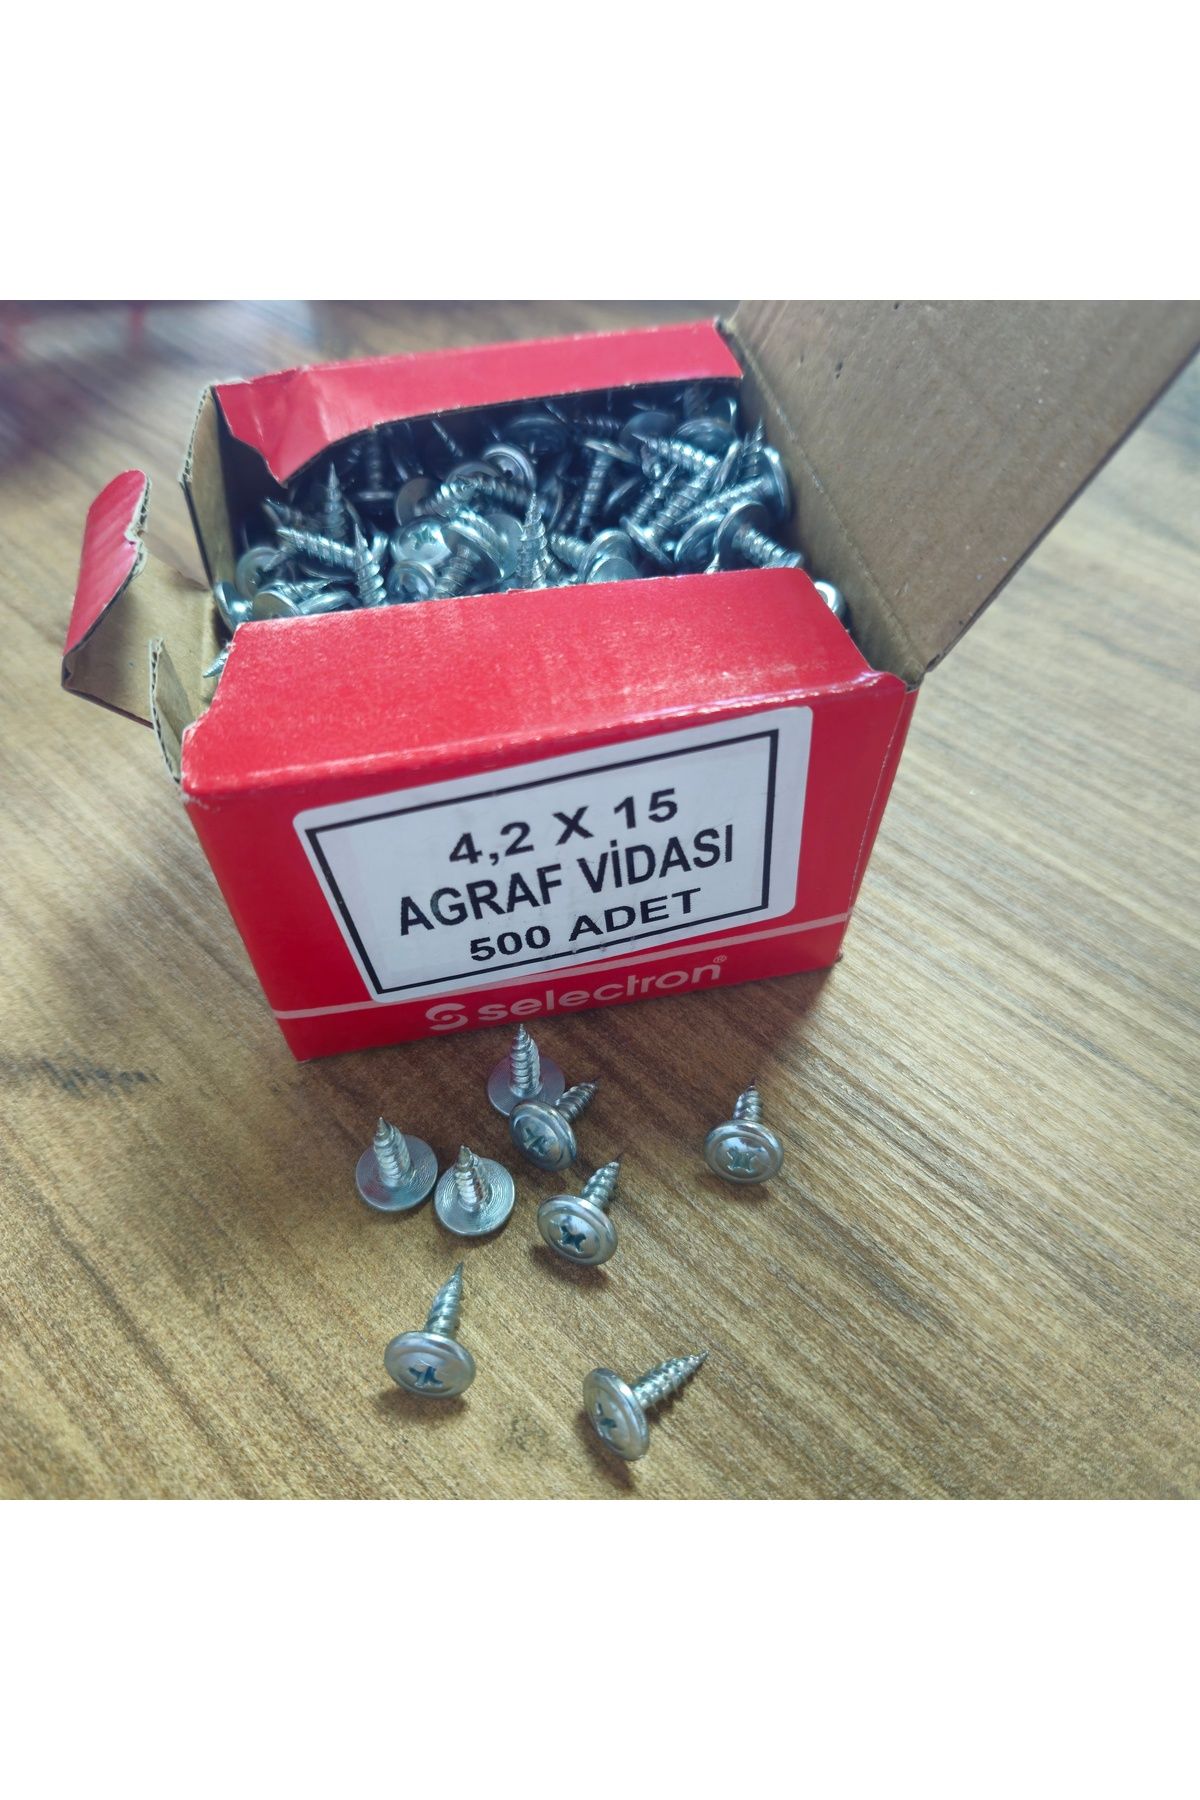 4,2 X 15
AGRAF VİDASI
500 ADET
selectron®